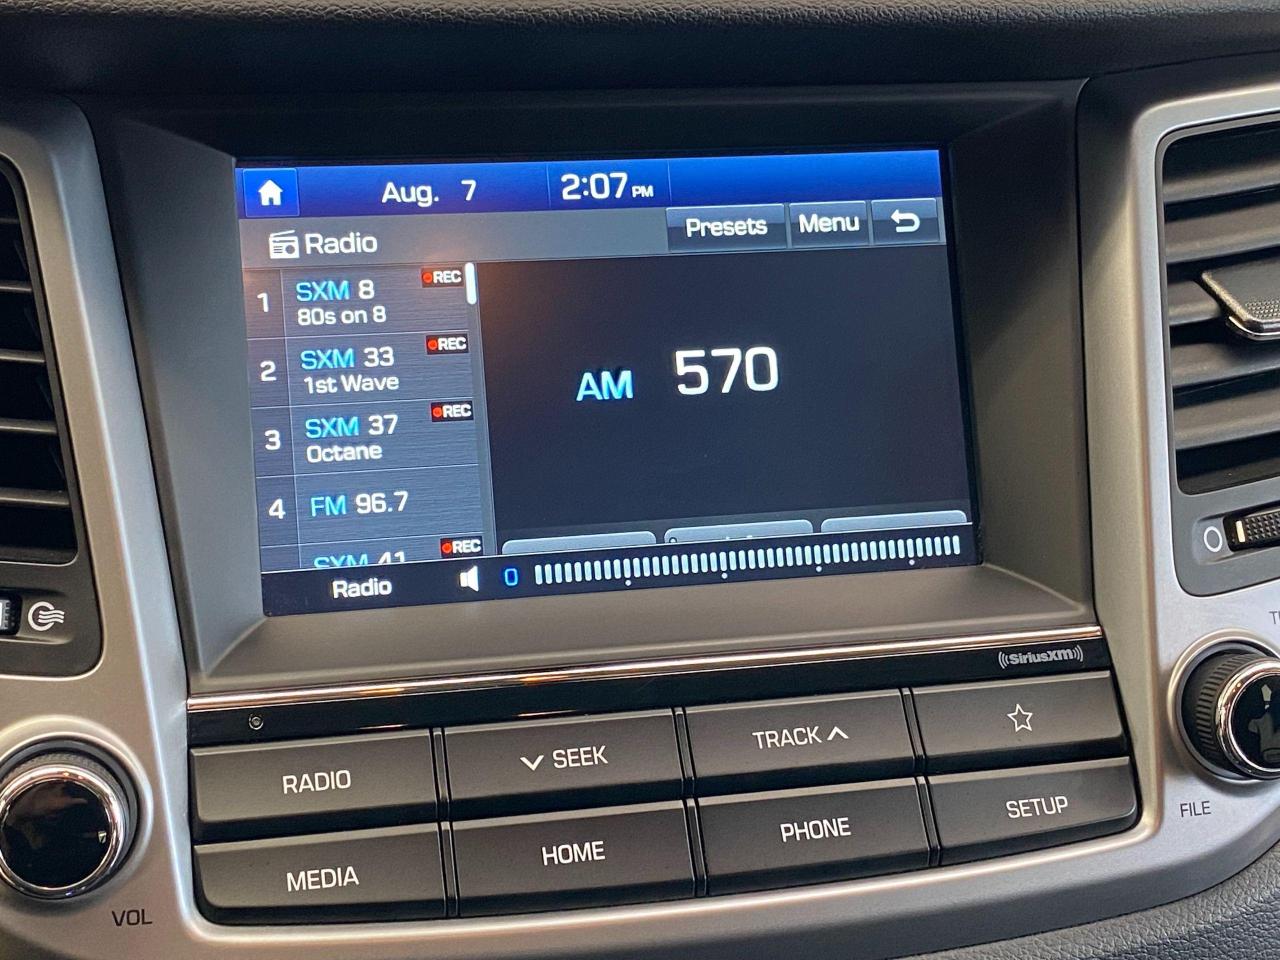 Aug. 7 2:07 PM
Radio Presets Menu
1 SXM 8 REC
80s on 8
2 SXM 33 REC
1st Wave
3 SXM 37 REC
Octane
4 FM 96.7
SXM 41 REC
AM 570
Radio 0
((SiriusXM))
RADIO SEEK TRACK
MEDIA HOME PHONE SETUP
VOL
FILE